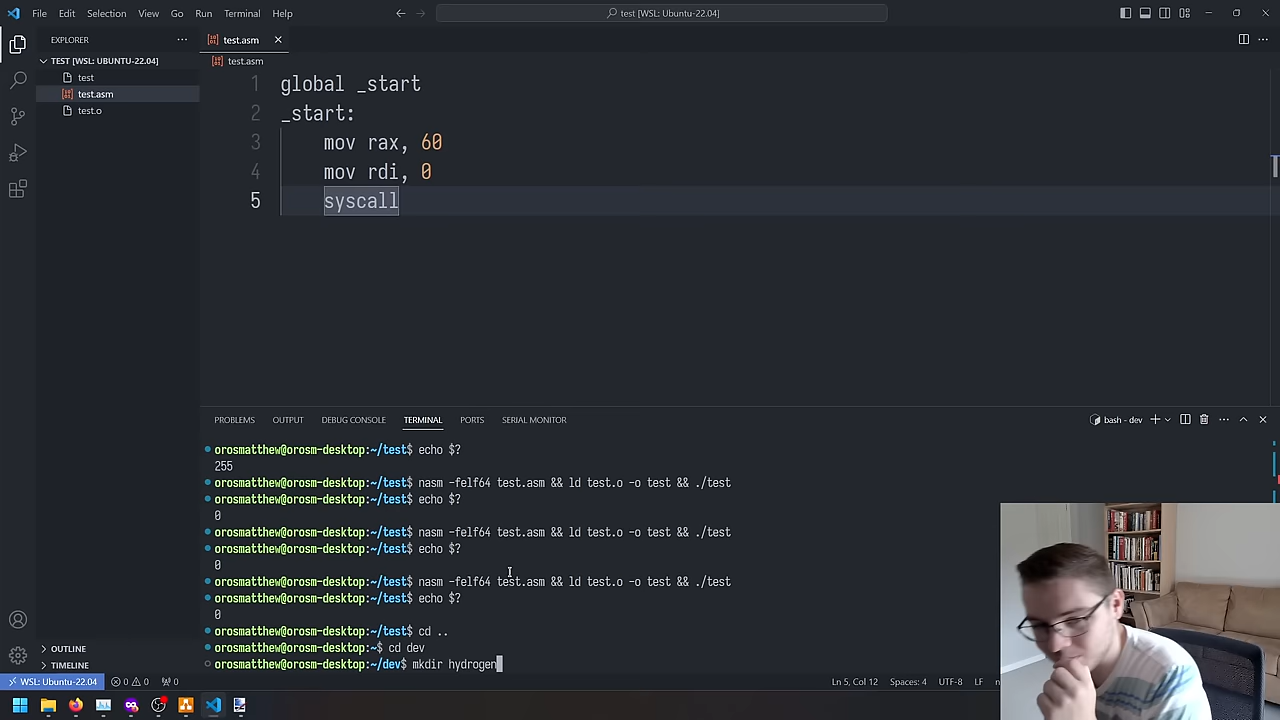 File Edit Selection View Go Run Terminal Help
test [WSL: Ubuntu-22.04]
EXPLORER
TEST [WSL: UBUNTU-22.04]
test
test.asm
test.o
OUTLINE
TIMELINE
test.asm
test.asm
1 global _start
2 _start:
3 mov rax, 60
4 mov rdi, 0
5 syscall
PROBLEMS OUTPUT DEBUG CONSOLE TERMINAL PORTS SERIAL MONITOR
bash - dev
orosmatthew@orosm-desktop:~/test$ echo $?
255
orosmatthew@orosm-desktop:~/test$ nasm -felf64 test.asm && ld test.o -o test && ./test
orosmatthew@orosm-desktop:~/test$ echo $?
0
orosmatthew@orosm-desktop:~/test$ nasm -felf64 test.asm && ld test.o -o test && ./test
orosmatthew@orosm-desktop:~/test$ echo $?
0
orosmatthew@orosm-desktop:~/test$ nasm -felf64 test.asm && ld test.o -o test && ./test
orosmatthew@orosm-desktop:~/test$ echo $?
0
orosmatthew@orosm-desktop:~/test$ cd ..
orosmatthew@orosm-desktop:~$ cd dev
orosmatthew@orosm-desktop:~/dev$ mkdir hydrogen
WSL: Ubuntu-22.04 0 0 0
Ln 5, Col 12 Spaces: 4 UTF-8 LF